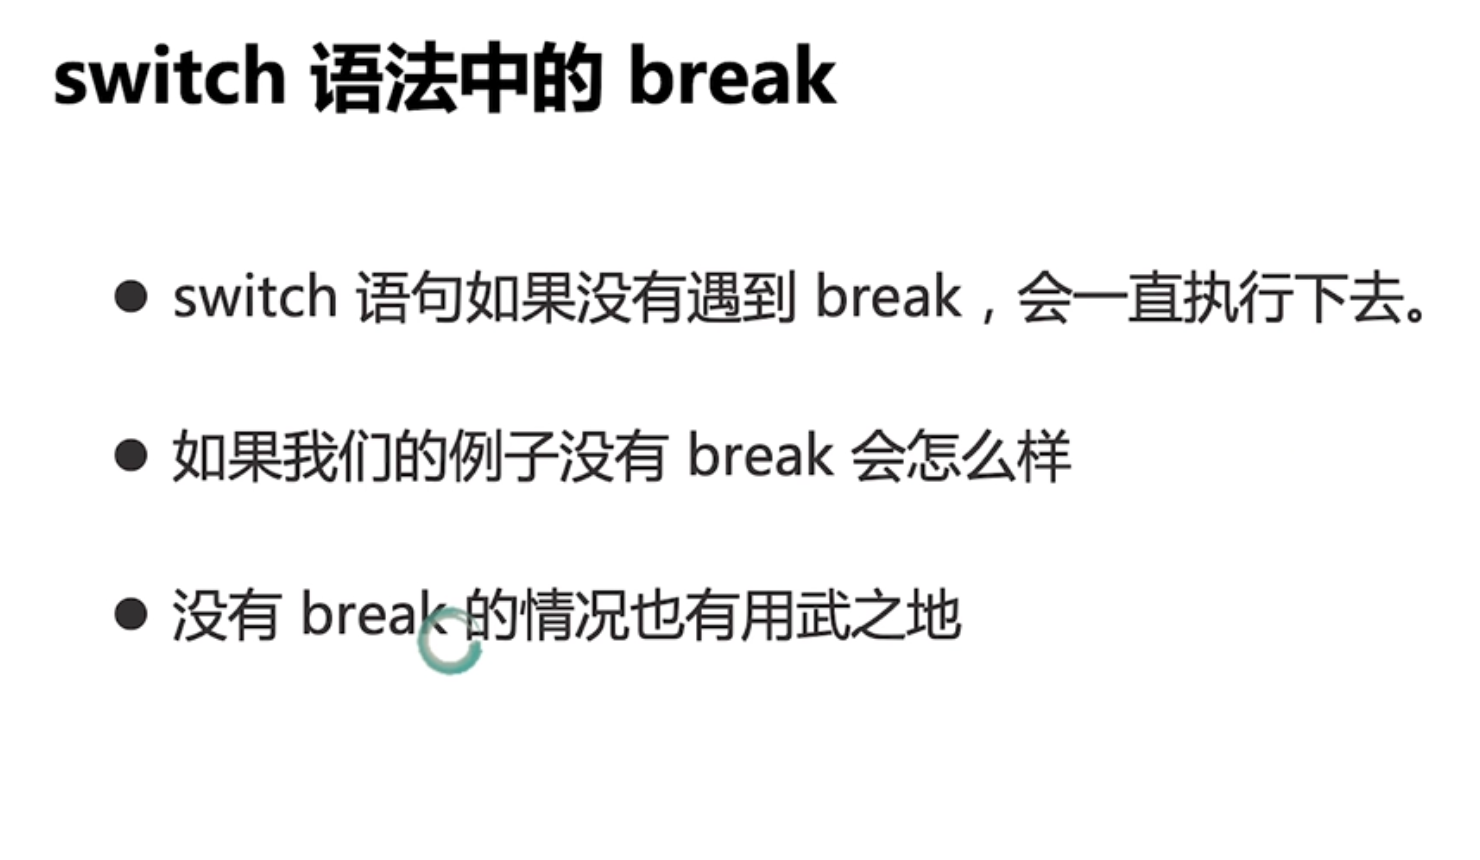 switch 语法中的 break
● switch 语句如果没有遇到 break，会一直执行下去。
● 如果我们的例子没有 break 会怎么样
● 没有 break 的情况也有用武之地